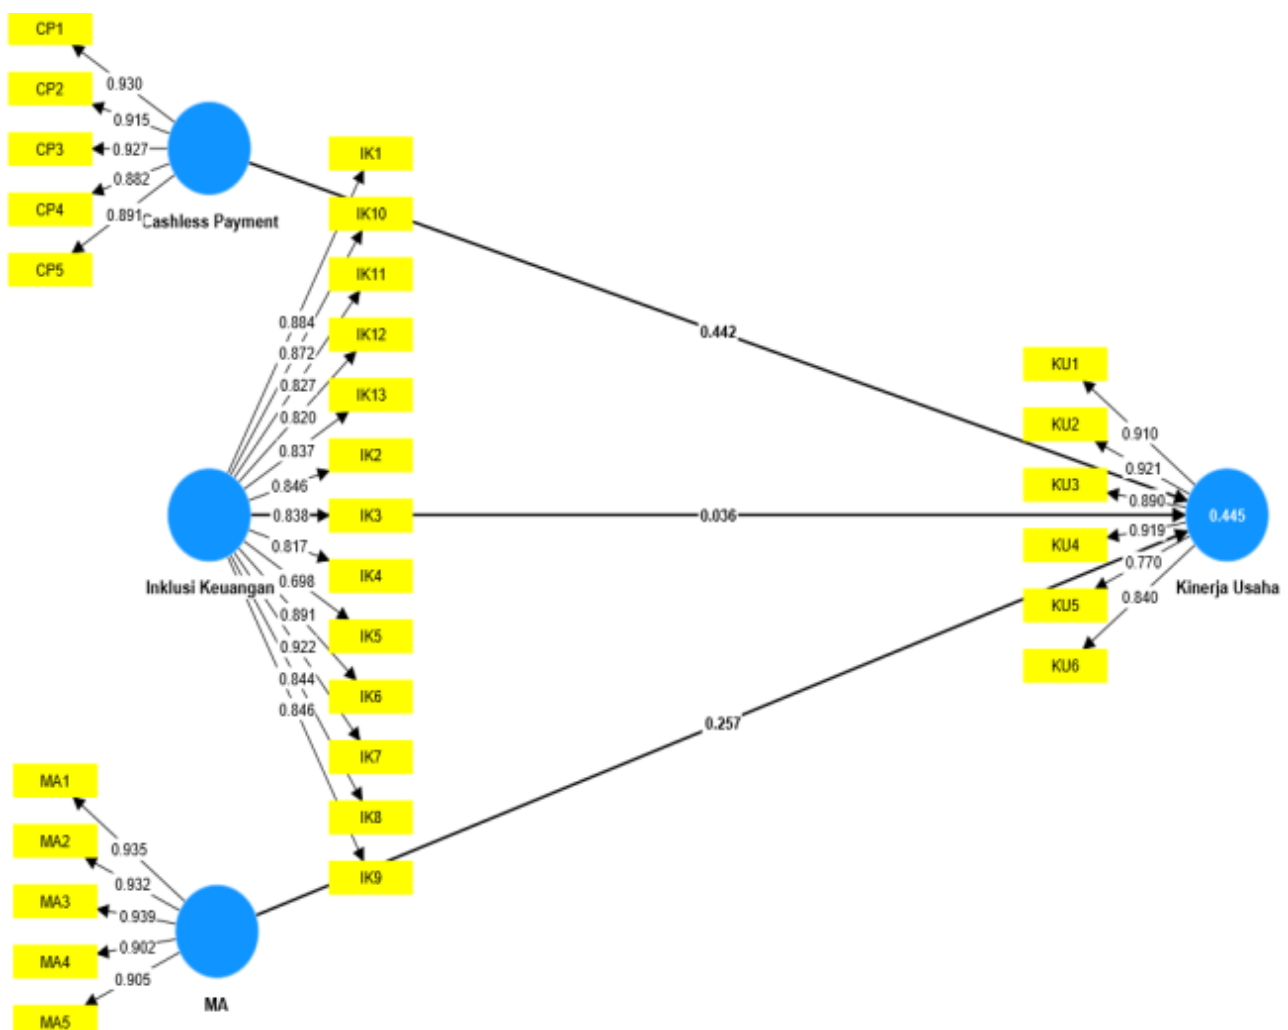 CP1
CP2
CP3
CP4
CP5
0.930
0.915
0.927
0.882
0.891
Cashless Payment
IK1
IK10
IK11
IK12
IK13
IK2
IK3
IK4
IK5
IK6
IK7
IK8
IK9
0.884
0.872
0.827
0.820
0.837
0.846
0.838
0.817
0.698
0.891
0.922
0.844
0.846
Inklusi Keuangan
MA1
MA2
MA3
MA4
MA5
0.935
0.932
0.939
0.902
0.905
MA
0.442
0.036
0.257
KU1
KU2
KU3
KU4
KU5
KU6
0.910
0.921
0.890
0.919
0.770
0.840
0.445
Kinerja Usaha